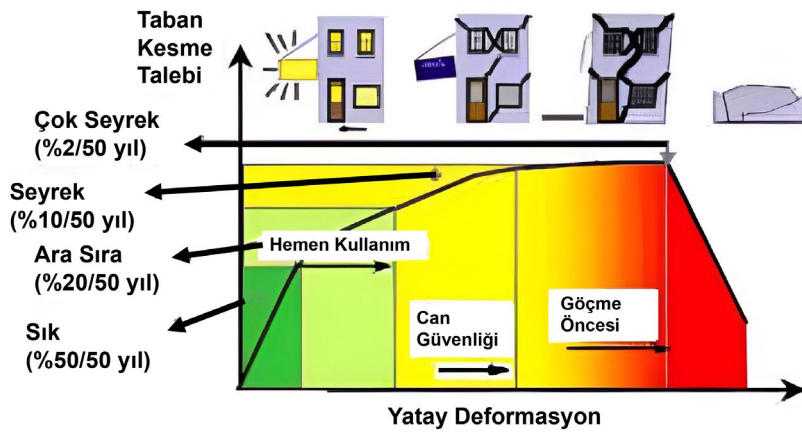 Taban
Kesme
Talebi
Çok Seyrek
(%2/50 yıl)
Seyrek
(%10/50 yıl)
Ara Sıra
(%20/50 yıl)
Sık
(%50/50 yıl)
Hemen Kullanım
Can
Güvenliği
Göçme
Öncesi
Yatay Deformasyon